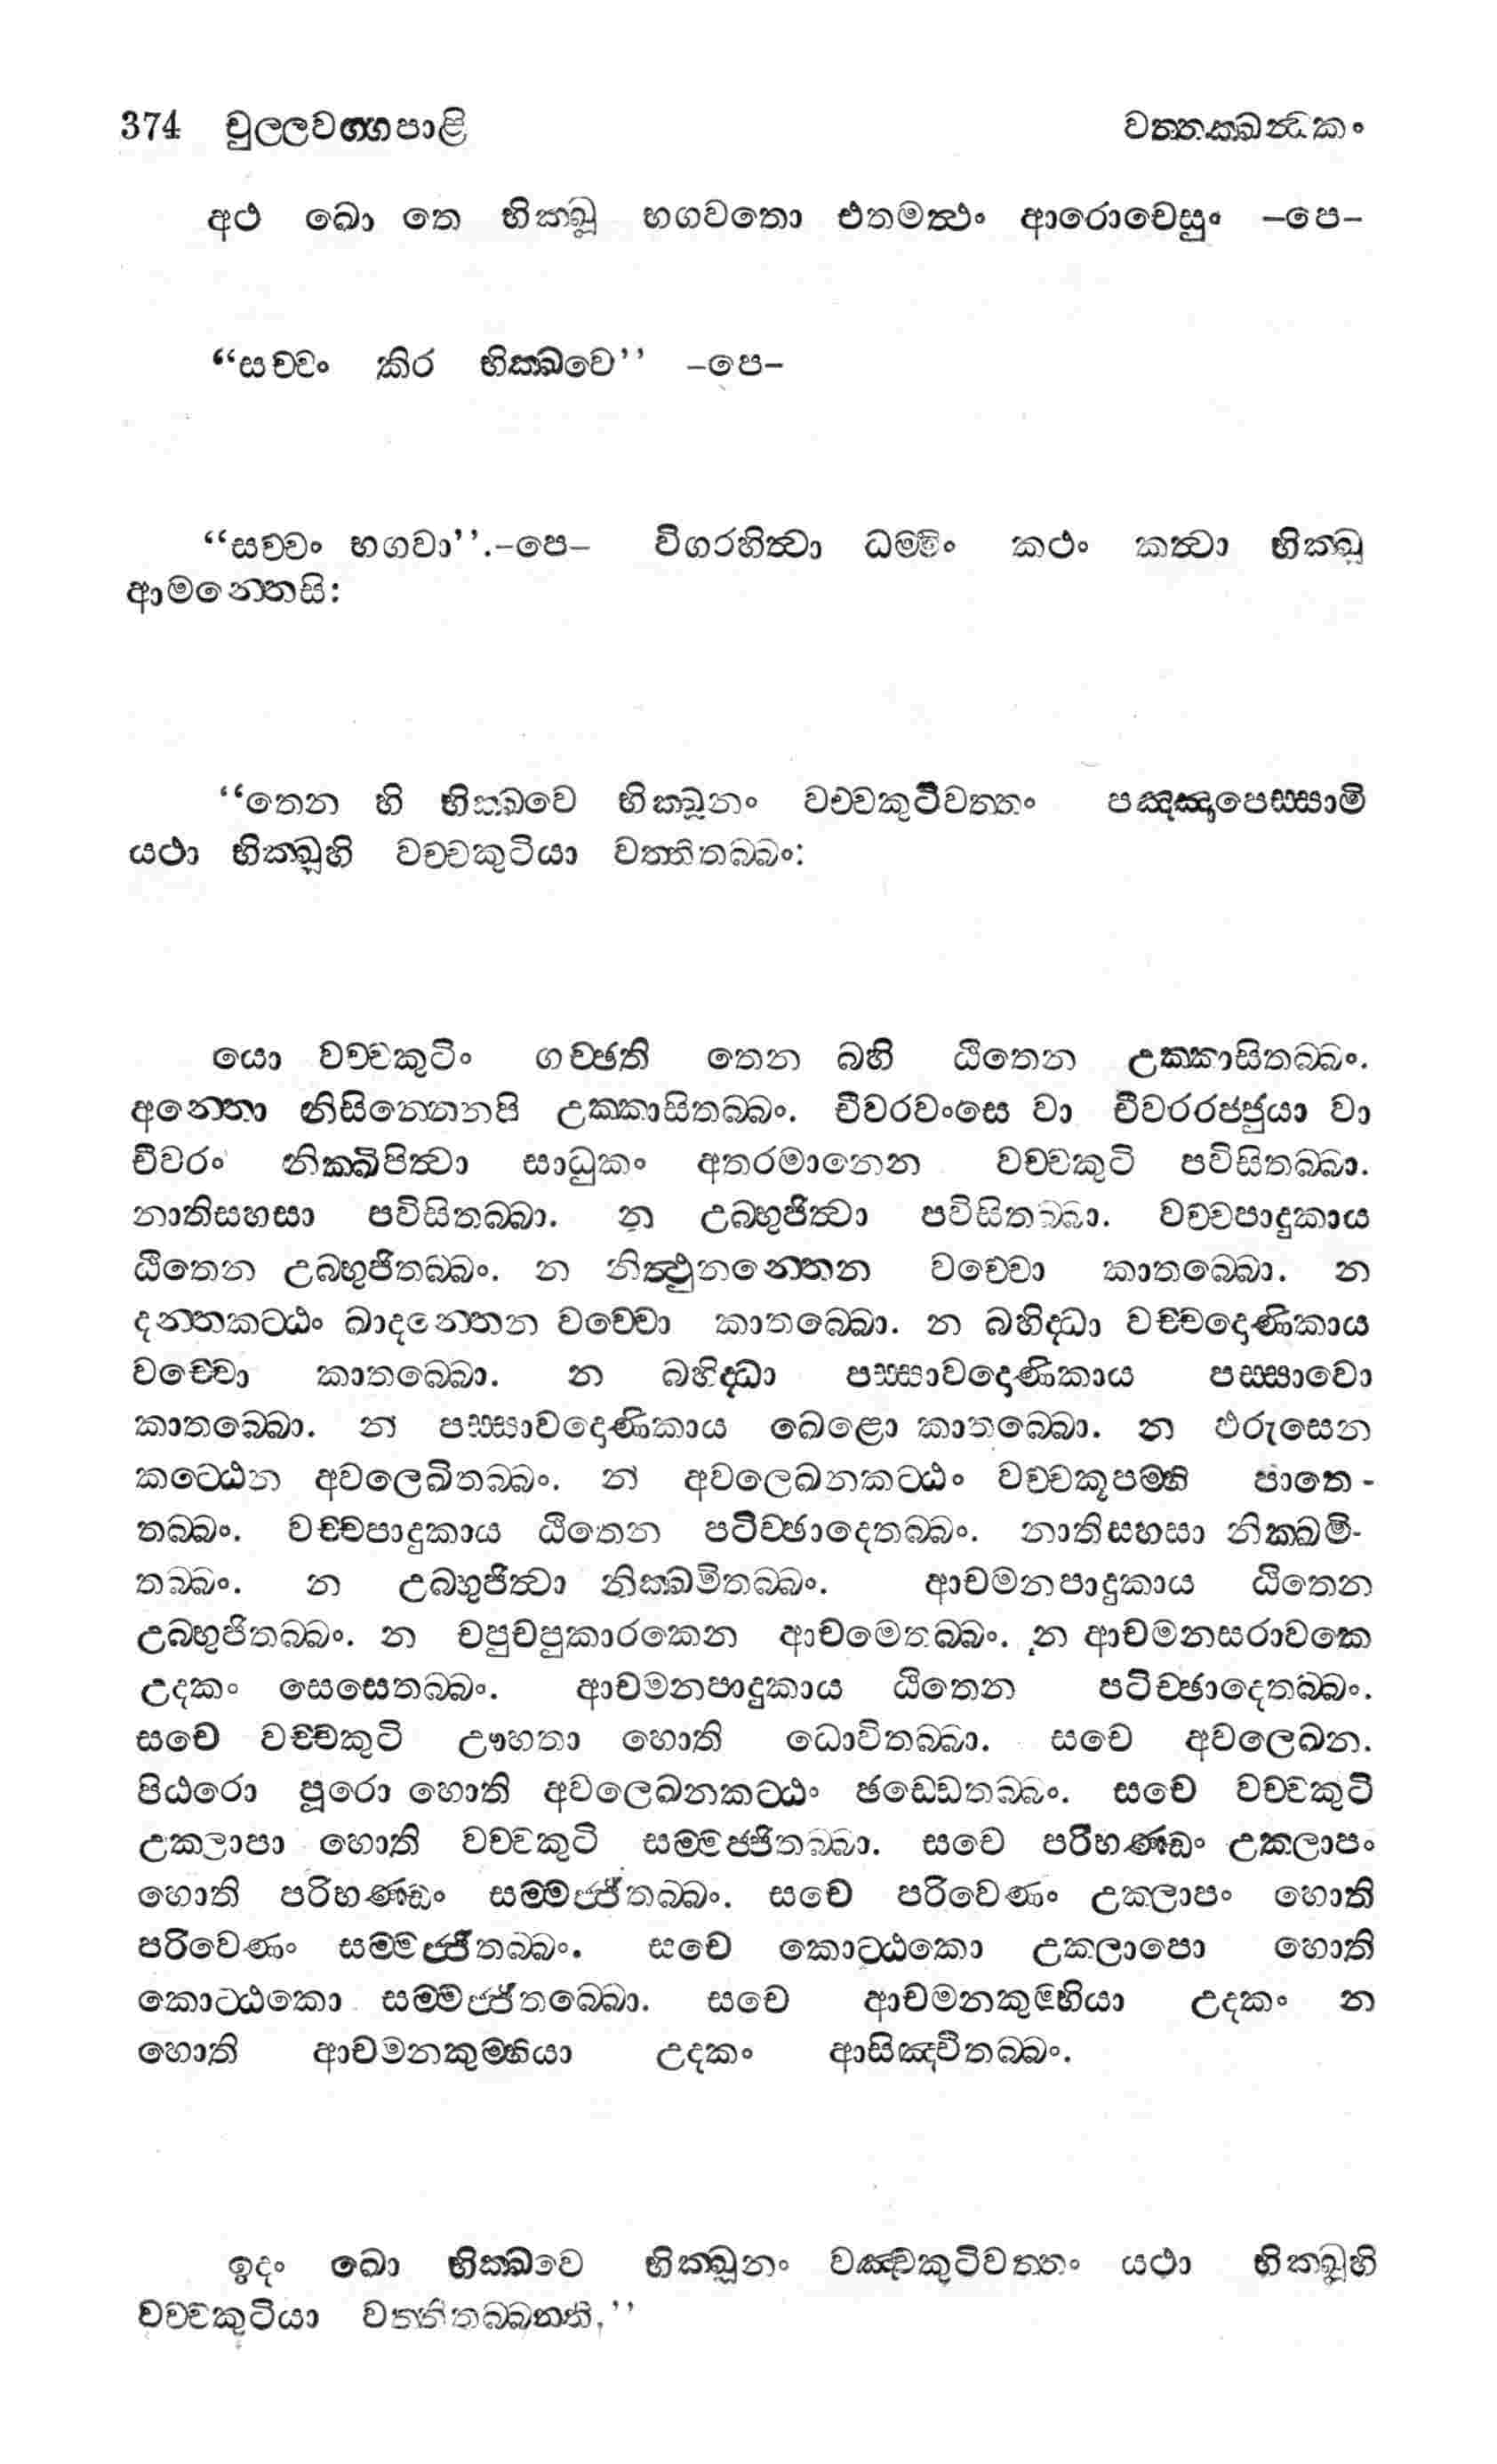 374 චුල්ලවග්ගපාළි වත්තක්ඛන්ධකං
අථ ඛො තෙ භික්ඛූ භගවතො එතමත්ථං ආරොචෙසුං –පෙ–
“සච්චං කිර භික්ඛවෙ” –පෙ–
“සච්චං භගවා”.–පෙ– විගරහිත්වා ධම්මිං කථං කත්වා භික්ඛූ
ආමන්තෙසි:
“තෙන හි භික්ඛවෙ භික්ඛූනං වච්චකුටිවත්තං පඤ්ඤාපෙස්සාමි
යථා භික්ඛූහි වච්චකුටියා වත්තිතබ්බං:
යො වච්චකුටිං ගච්ඡති තෙන බහි ඨිතෙන උක්කාසිතබ්බං.
අන්තො නිසින්නෙනපි උක්කාසිතබ්බං. චීවරවංසෙ වා චීවරරජ්ජුයා වා
චීවරං නික්ඛිපිත්වා සාධුකං අතරමානෙන වච්චකුටි පවිසිතබ්බා.
නාතිසහසා පවිසිතබ්බා. න උබ්භුජිත්වා පවිසිතබ්බා. වච්චපාදුකාය
ඨිතෙන උබ්භුජිතබ්බං. න නිත්ථුනන්තෙන වච්චො කාතබ්බො. න
දන්තකට්ඨං ඛාදන්තෙන වච්චො කාතබ්බො. න බහිද්ධා වච්චදොණිකාය
වච්චො කාතබ්බො. න බහිද්ධා පස්සාවදොණිකාය පස්සාවො
කාතබ්බො. න පස්සාවදොණිකාය ඛෙළො කාතබ්බො. න ඵරුසෙන
කට්ඨෙන අවලෙඛිතබ්බං. න අවලෙඛනකට්ඨං වච්චකූපම්හි පාතෙ-
තබ්බං. වච්චපාදුකාය ඨිතෙන පටිච්ඡාදෙතබ්බං. නාතිසහසා නික්ඛමි-
තබ්බං. න උබ්භුජිත්වා නික්ඛමිතබ්බං. ආචමනපාදුකාය ඨිතෙන
උබ්භුජිතබ්බං. න චපුචපුකාරකෙන ආචමෙතබ්බං. න ආචමනසරාවකෙ
උදකං සෙසෙතබ්බං. ආචමනපාදුකාය ඨිතෙන පටිච්ඡාදෙතබ්බං.
සචෙ වච්චකුටි ඌහතා හොති ධොවිතබ්බා. සචෙ අවලෙඛන.
පිඨරො පූරො හොති අවලෙඛනකට්ඨං ඡඩ්ඩෙතබ්බං. සචෙ වච්චකුටි
උක්ලාපා හොති වච්චකුටි සම්මජ්ජිතබ්බා. සචෙ පරිභණ්ඩං උක්ලාපං
හොති පරිභණ්ඩං සම්මජ්ජිතබ්බං. සචෙ පරිවෙණං උක්ලාපං හොති
පරිවෙණං සම්මජ්ජිතබ්බං. සචෙ කොට්ඨකො උක්ලාපො හොති
කොට්ඨකො සම්මජ්ජිතබ්බො. සචෙ ආචමනකුම්භියා උදකං න
හොති ආචමනකුම්භියා උදකං ආසිඤ්චිතබ්බං.
ඉදං ඛො භික්ඛවෙ භික්ඛූනං වඤ්චකුටිවත්තං යථා භික්ඛූහි
වච්චකුටියා වත්තිතබ්බන්ති.”